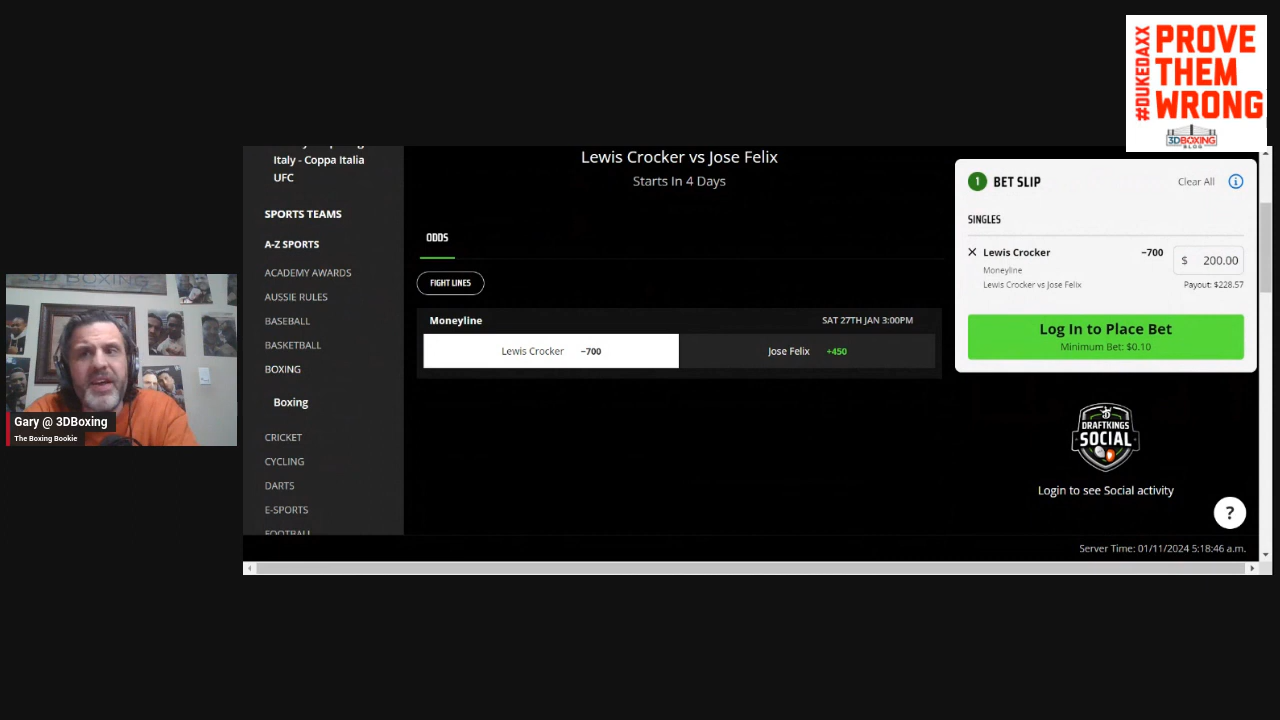 #DUKEDAXX
PROVE
THEM
WRONG
3DBOXING
BLOG
Italy - Coppa Italia
UFC
SPORTS TEAMS
A-Z SPORTS
ACADEMY AWARDS
AUSSIE RULES
BASEBALL
BASKETBALL
BOXING
Boxing
CRICKET
CYCLING
DARTS
E-SPORTS
FOOTBALL
Lewis Crocker vs Jose Felix
Starts In 4 Days
ODDS
FIGHT LINES
Moneyline SAT 27TH JAN 3:00PM
Lewis Crocker −700 Jose Felix +450
1 BET SLIP Clear All i
SINGLES
X Lewis Crocker −700 $ 200.00
Moneyline
Lewis Crocker vs Jose Felix Payout: $228.57
Log In to Place Bet
Minimum Bet: $0.10
DRAFTKINGS
SOCIAL
Login to see Social activity
?
Server Time: 01/11/2024 5:18:46 a.m.
3D BOXING
Gary @ 3DBoxing
The Boxing Bookie